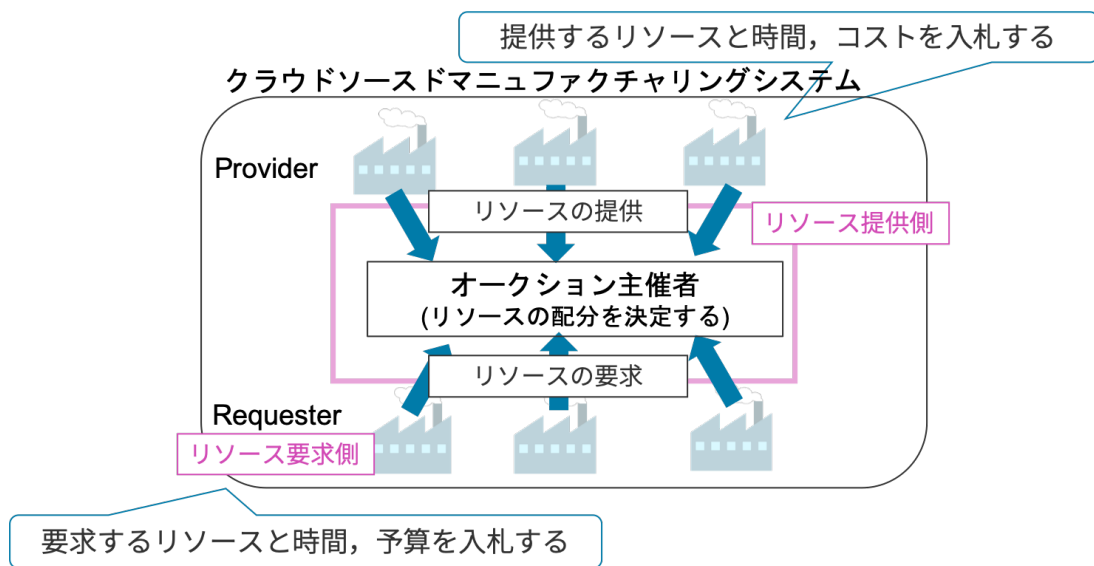 提供するリソースと時間，コストを入札する
クラウドソースドマニュファクチャリングシステム
Provider
リソースの提供
リソース提供側
オークション主催者
(リソースの配分を決定する)
リソースの要求
Requester
リソース要求側
要求するリソースと時間，予算を入札する